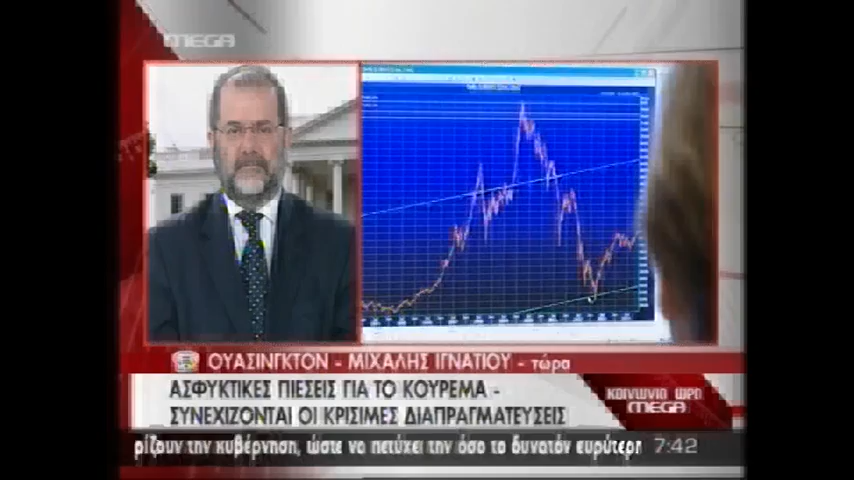 MEGA
ΟΥΑΣΙΝΓΚΤΟΝ - ΜΙΧΑΛΗΣ ΙΓΝΑΤΙΟΥ - τώρα
ΑΣΦΥΚΤΙΚΕΣ ΠΙΕΣΕΙΣ ΓΙΑ ΤΟ ΚΟΥΡΕΜΑ -
ΣΥΝΕΧΙΖΟΝΤΑΙ ΟΙ ΚΡΙΣΙΜΕΣ ΔΙΑΠΡΑΓΜΑΤΕΥΣΕΙΣ
ΚΟΙΝΩΝΙΑ ΩΡΑ
MEGA
ρίζουν την κυβέρνηση, ώστε να πετύχει την όσο το δυνατόν ευρύτερη 7:42